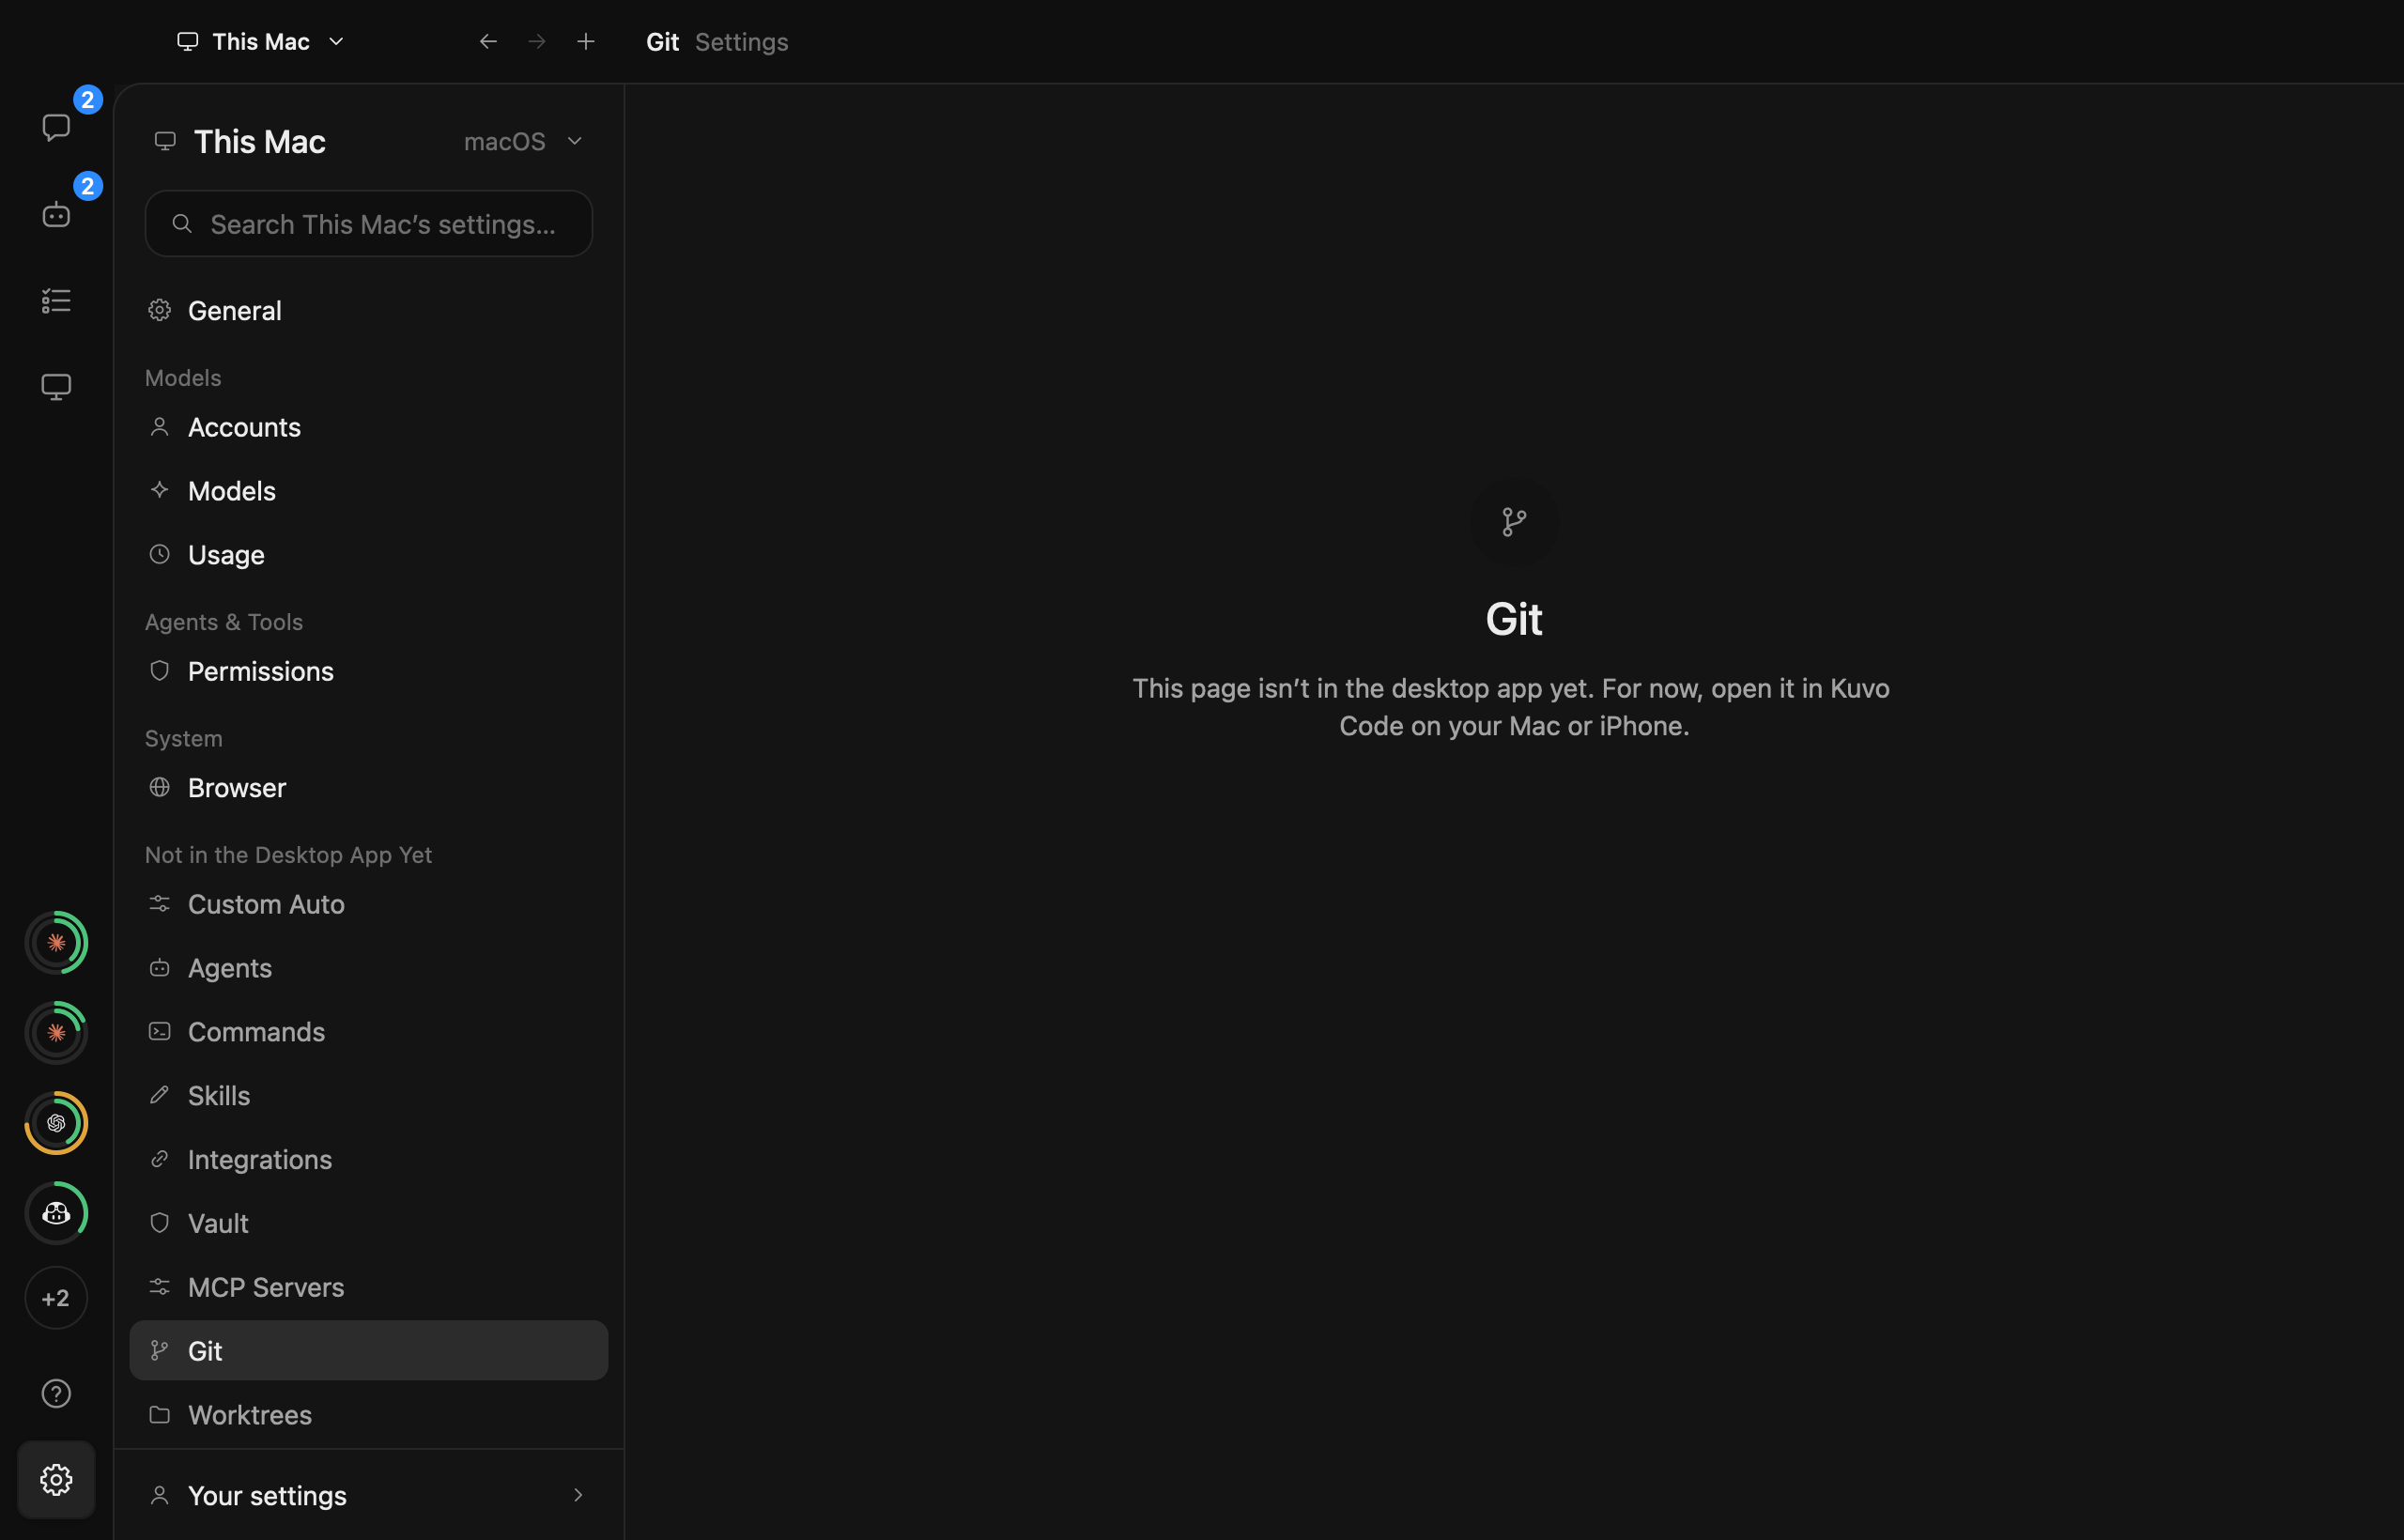 This Mac
Git Settings
2
2
This Mac macOS
Search This Mac’s settings...
General
Models
Accounts
Models
Usage
Agents & Tools
Permissions
System
Browser
Not in the Desktop App Yet
Custom Auto
Agents
Commands
Skills
Integrations
Vault
MCP Servers
Git
Worktrees
Your settings
+2
Git
This page isn’t in the desktop app yet. For now, open it in Kuvo
Code on your Mac or iPhone.